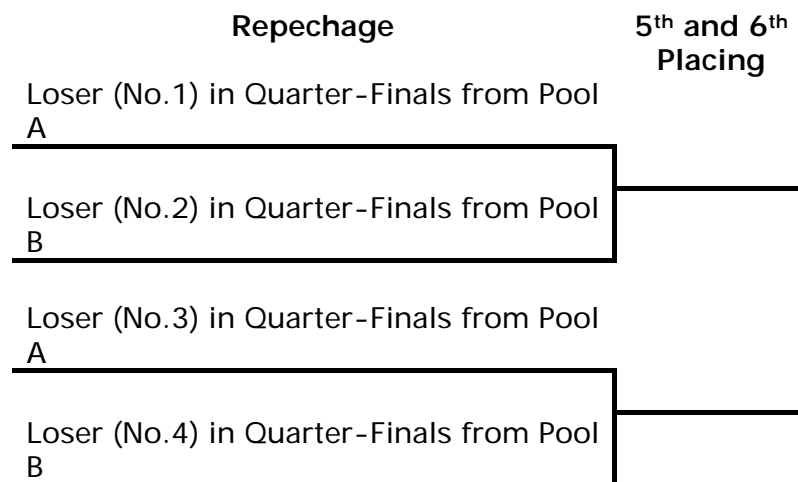 Repechage
5th and 6th
Placing
Loser (No.1) in Quarter-Finals from Pool
A
Loser (No.2) in Quarter-Finals from Pool
B
Loser (No.3) in Quarter-Finals from Pool
A
Loser (No.4) in Quarter-Finals from Pool
B